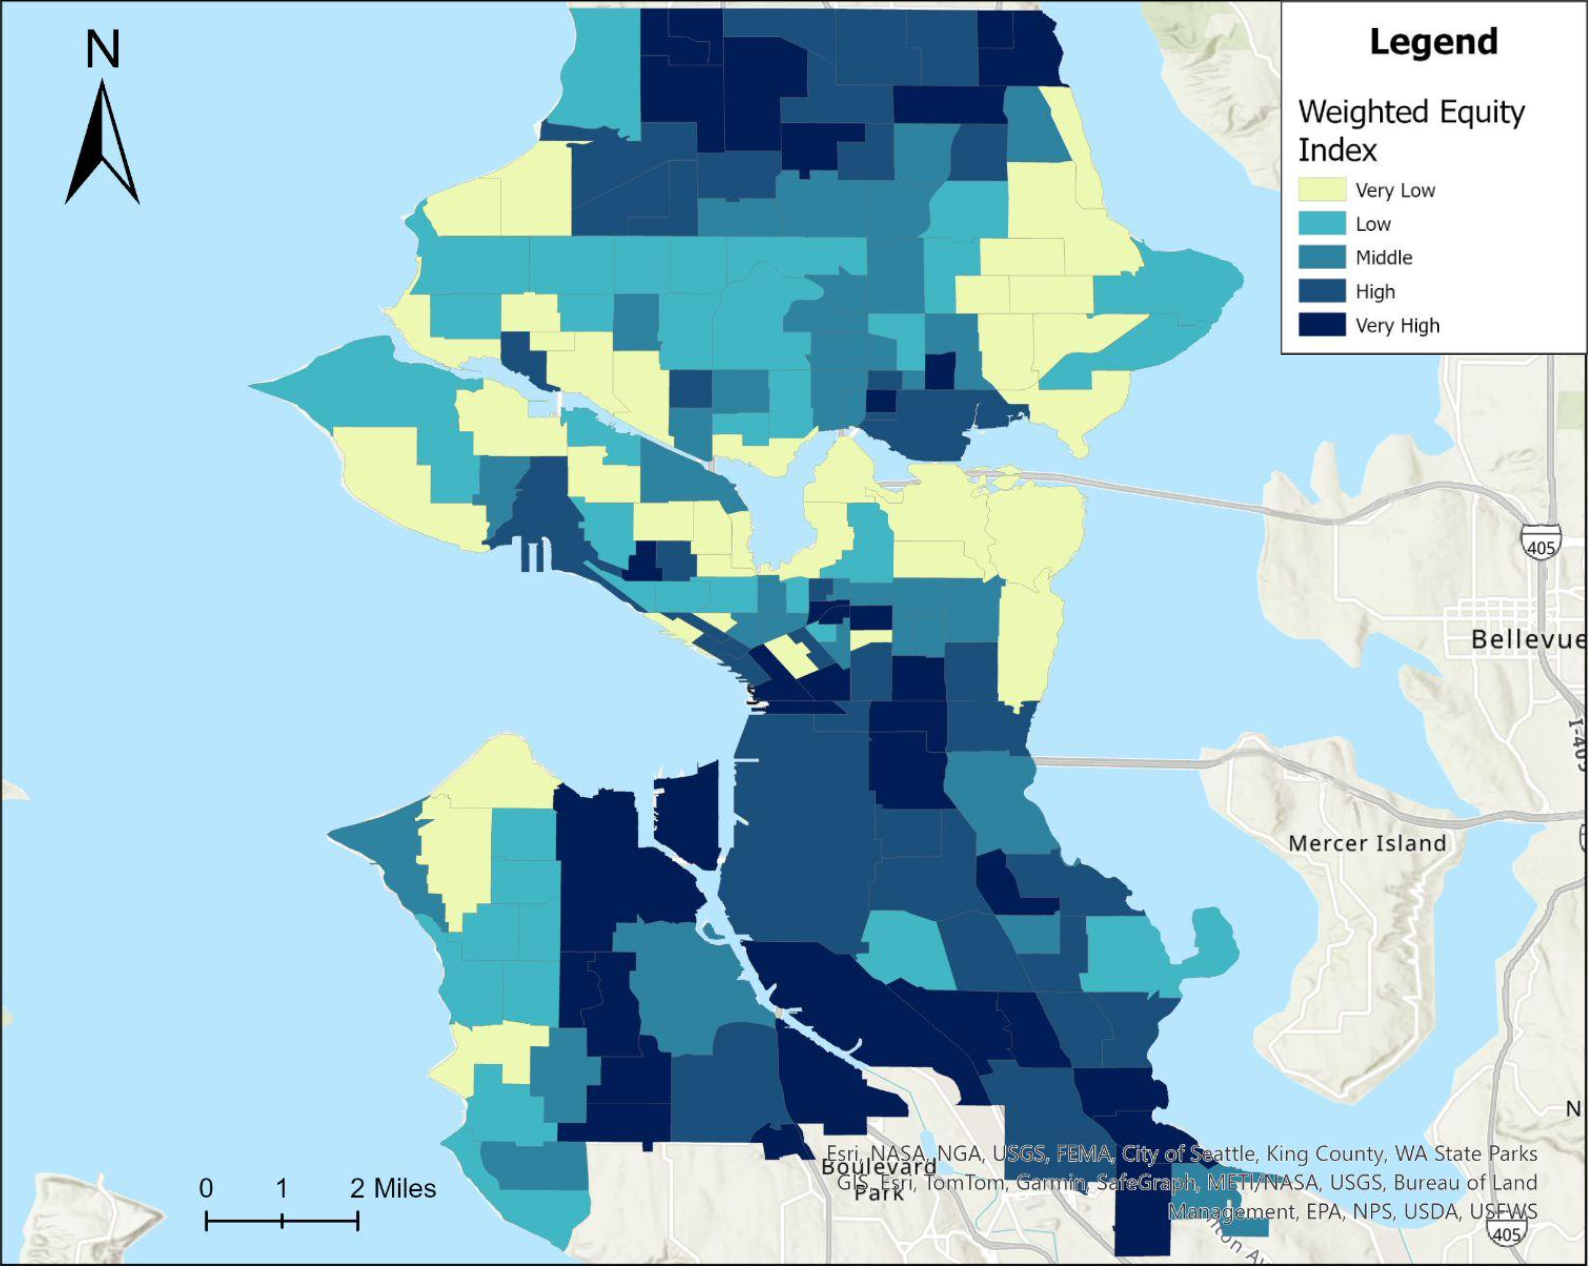 N
Legend
Weighted Equity
Index
Very Low
Low
Middle
High
Very High
405
Bellevue
I-405
Mercer Island
N
Esri, NASA, NGA, USGS, FEMA, City of Seattle, King County, WA State Parks
Boulevard
Park
GIS, Esri, TomTom, Garmin, SafeGraph, METI/NASA, USGS, Bureau of Land
Management, EPA, NPS, USDA, USFWS
0 1 2 Miles
405